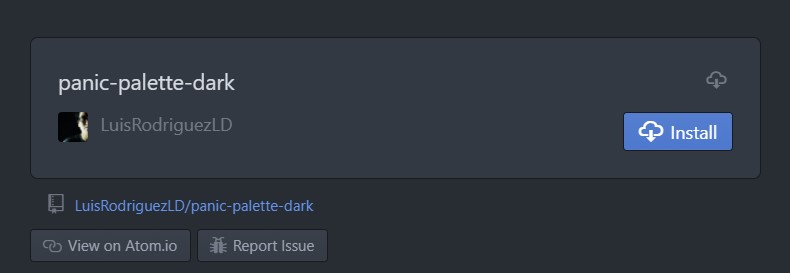 panic-palette-dark
LuisRodriguezLD
Install
LuisRodriguezLD/panic-palette-dark
View on Atom.io
Report Issue